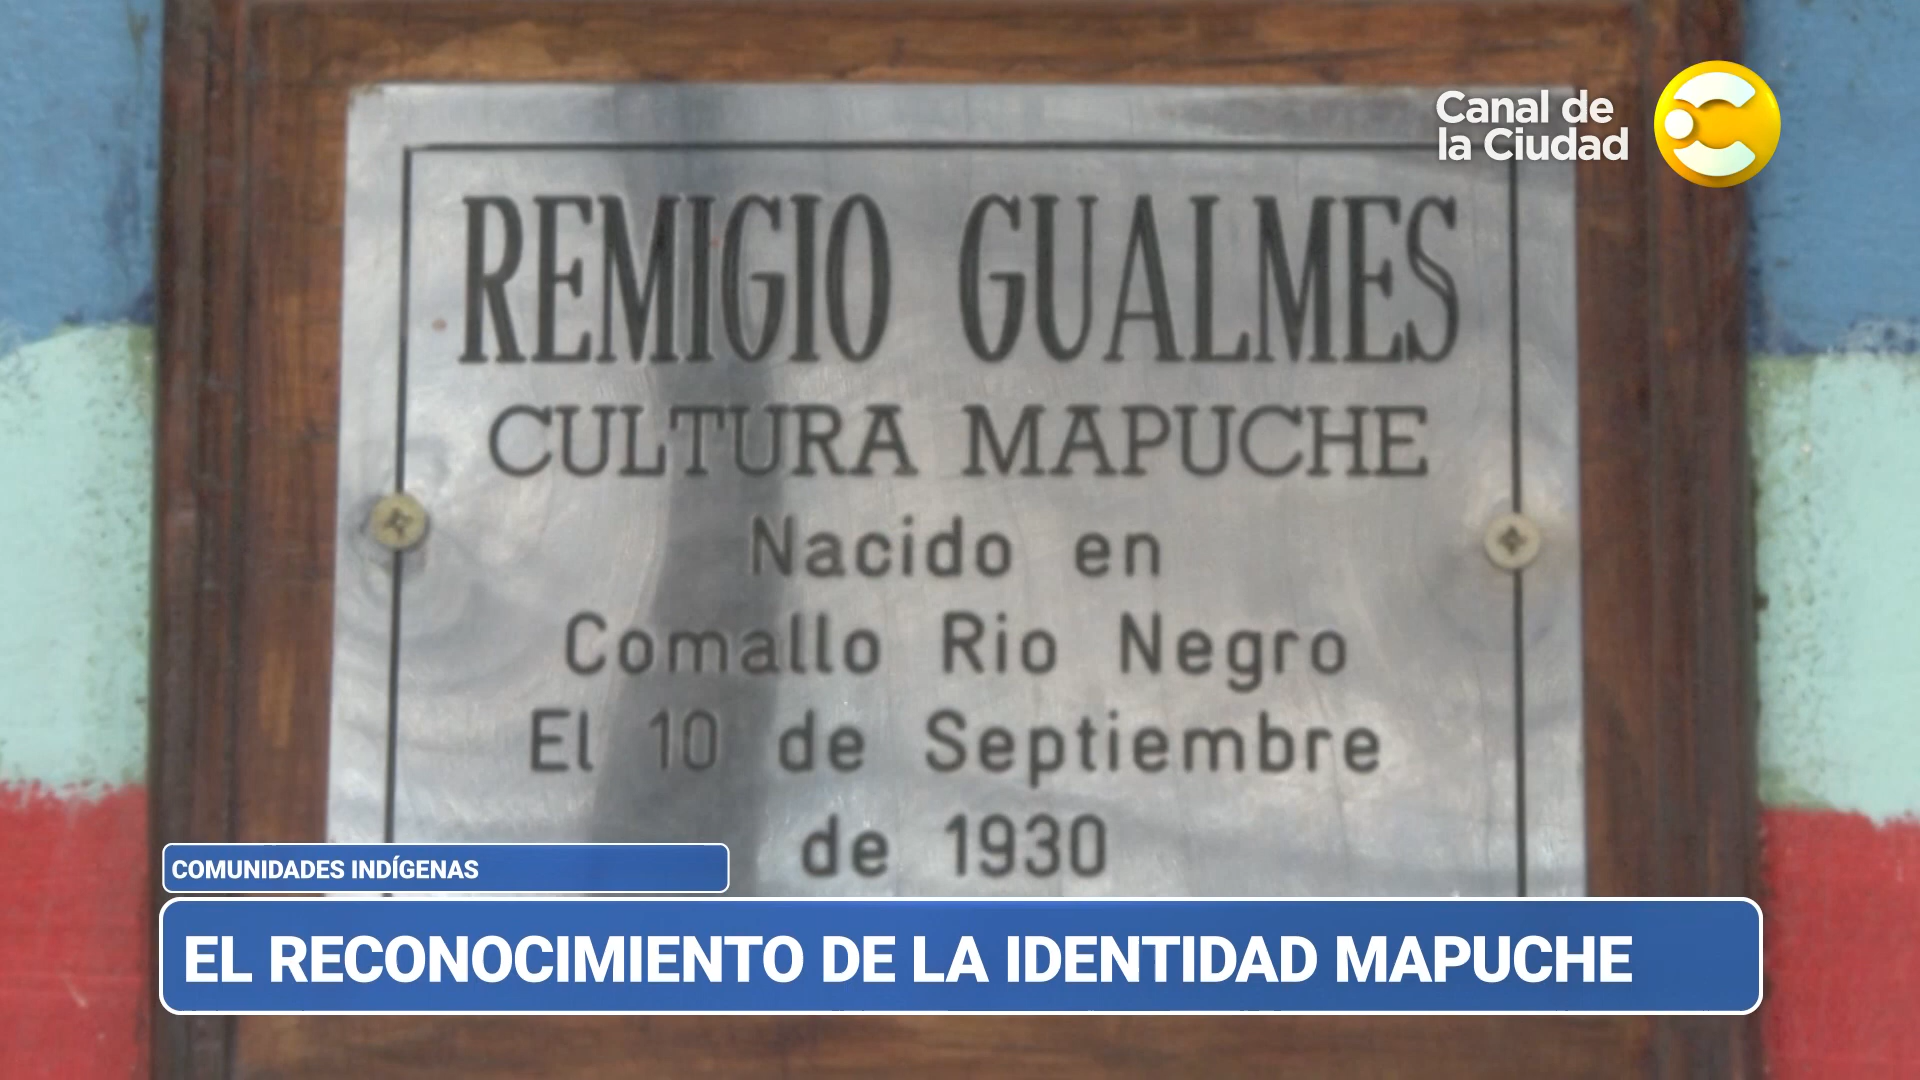 Canal de
la Ciudad
REMIGIO GUALMES
CULTURA MAPUCHE
Nacido en
Comallo Rio Negro
El 10 de Septiembre
de 1930
COMUNIDADES INDÍGENAS
EL RECONOCIMIENTO DE LA IDENTIDAD MAPUCHE